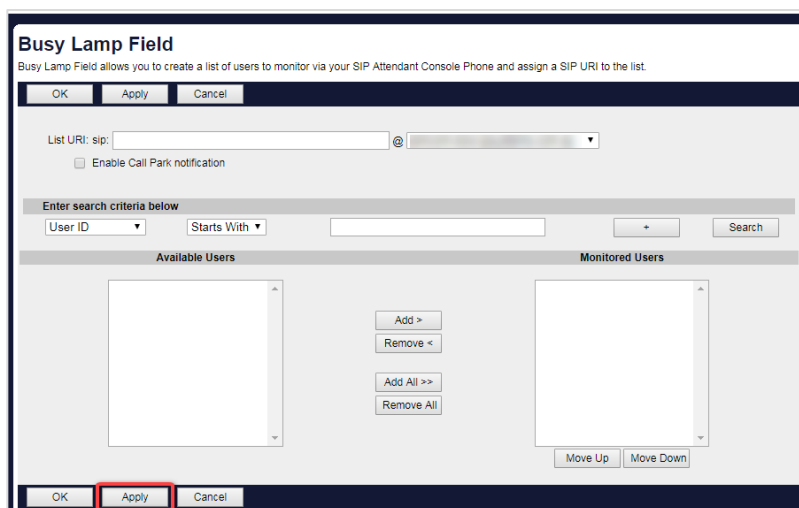 Busy Lamp Field
Busy Lamp Field allows you to create a list of users to monitor via your SIP Attendant Console Phone and assign a SIP URI to the list.
OK Apply Cancel
List URI: sip: @
Enable Call Park notification
Enter search criteria below
User ID Starts With + Search
Available Users Monitored Users
Add >
Remove <
Add All >>
Remove All
Move Up Move Down
OK Apply Cancel